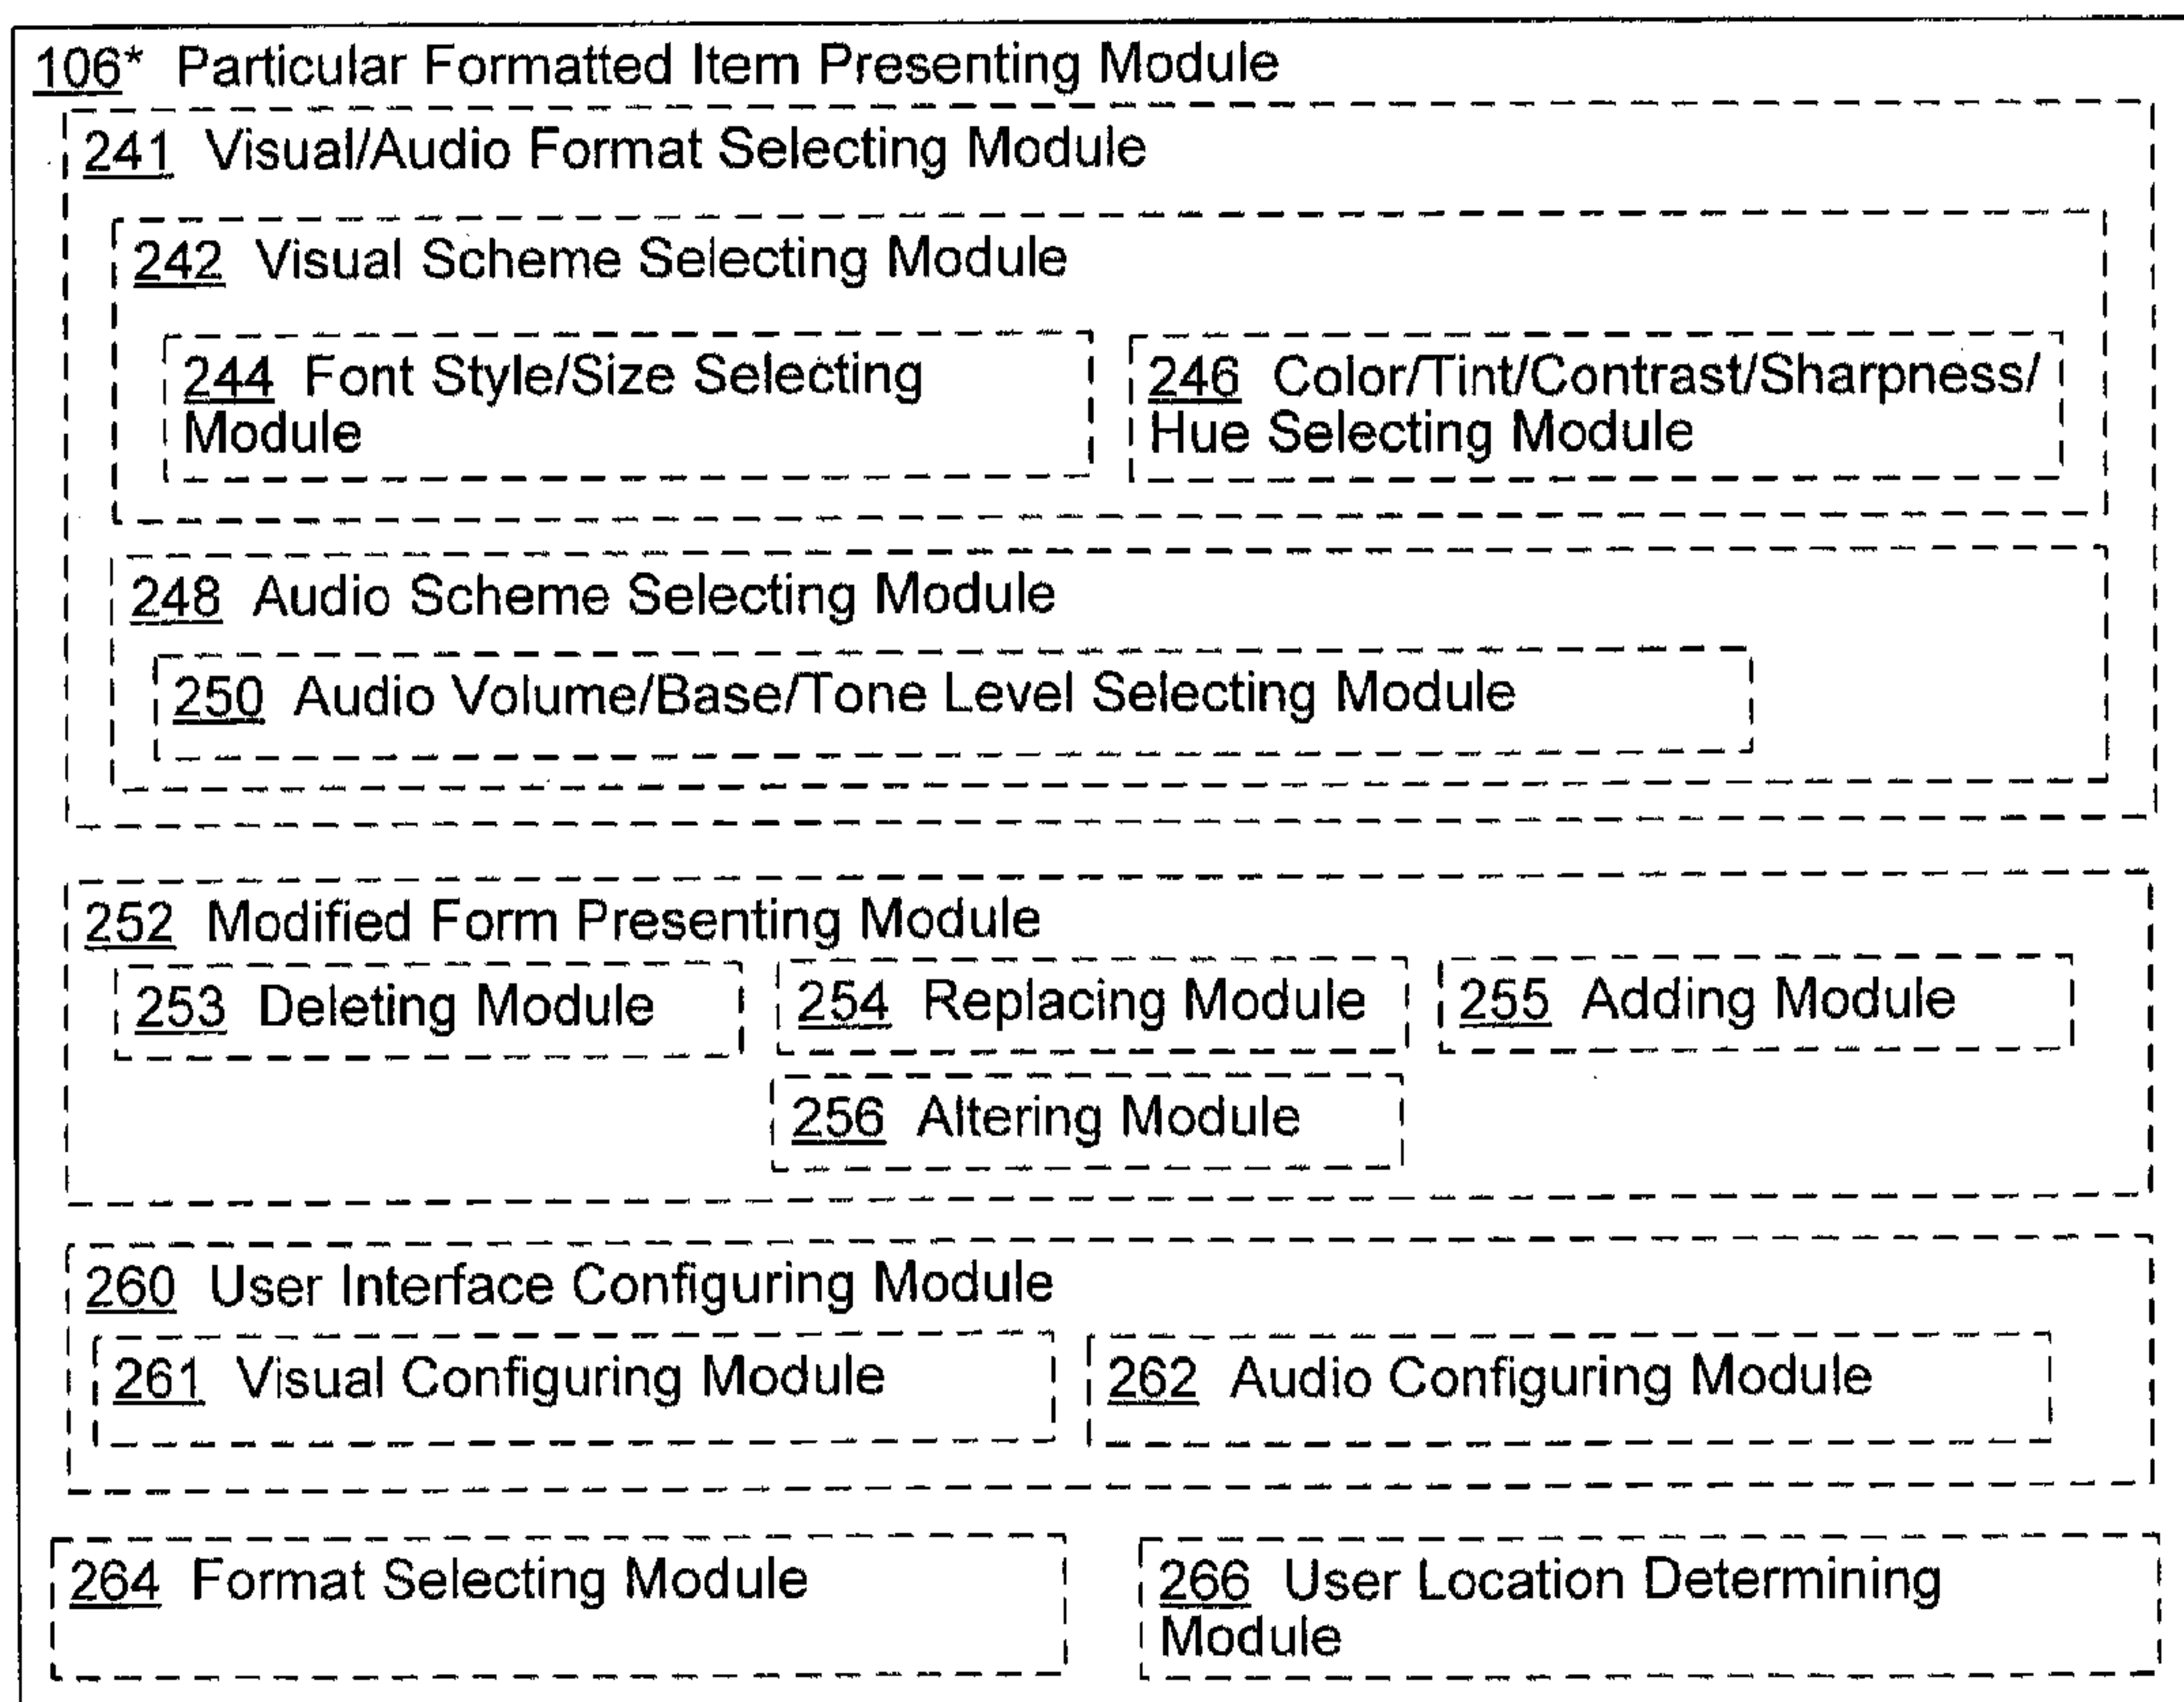 106* Particular Formatted Item Presenting Module
241 Visual/Audio Format Selecting Module
242 Visual Scheme Selecting Module
244 Font Style/Size Selecting
Module
246 Color/Tint/Contrast/Sharpness/
Hue Selecting Module
248 Audio Scheme Selecting Module
250 Audio Volume/Base/Tone Level Selecting Module
252 Modified Form Presenting Module
253 Deleting Module
254 Replacing Module
255 Adding Module
256 Altering Module
260 User Interface Configuring Module
261 Visual Configuring Module
262 Audio Configuring Module
264 Format Selecting Module
266 User Location Determining
Module